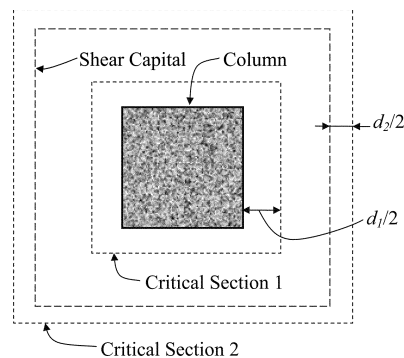 Shear Capital
Column
d₂/2
d₁/2
Critical Section 1
Critical Section 2